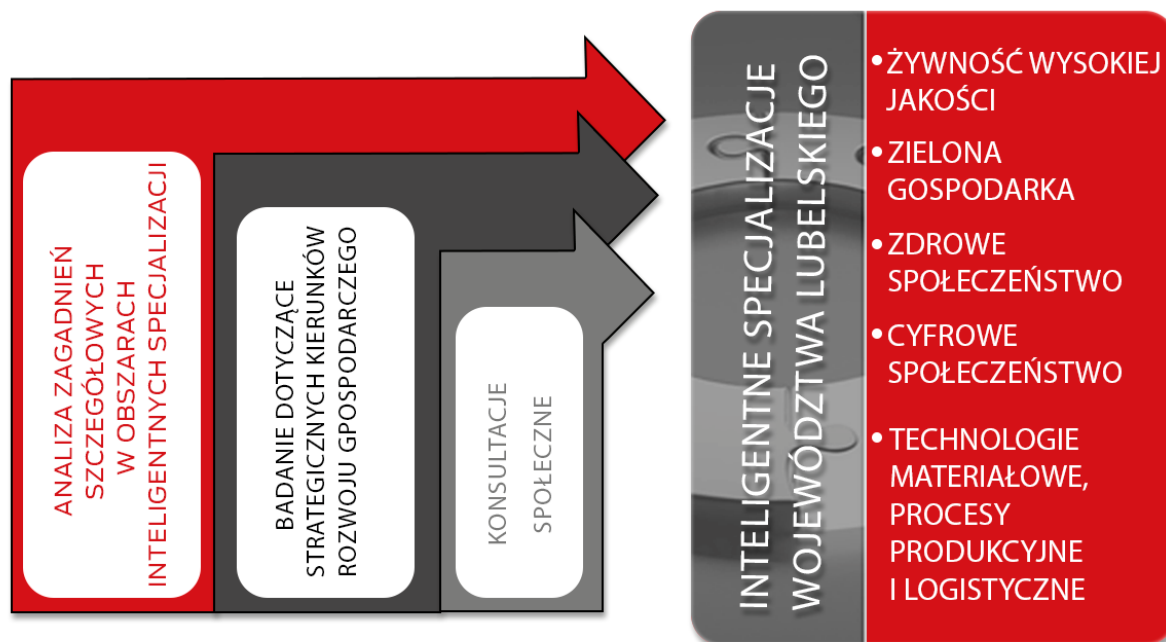 ANALIZA ZAGADNIEŃ
SZCZEGÓŁOWYCH
W OBSZARACH
INTELIGENTNYCH SPECJALIZACJI
BADANIE DOTYCZĄCE
STRATEGICZNYCH KIERUNKÓW
ROZWOJU GPOSPODARCZEGO
KONSULTACJE
SPOŁECZNE
INTELIGENTNE SPECJALIZACJE
WOJEWÓDZTWA LUBELSKIEGO
• ŻYWNOŚĆ WYSOKIEJ
JAKOŚCI
• ZIELONA
GOSPODARKA
• ZDROWE
SPOŁECZEŃSTWO
• CYFROWE
SPOŁECZEŃSTWO
• TECHNOLOGIE
MATERIAŁOWE,
PROCESY
PRODUKCYJNE
I LOGISTYCZNE